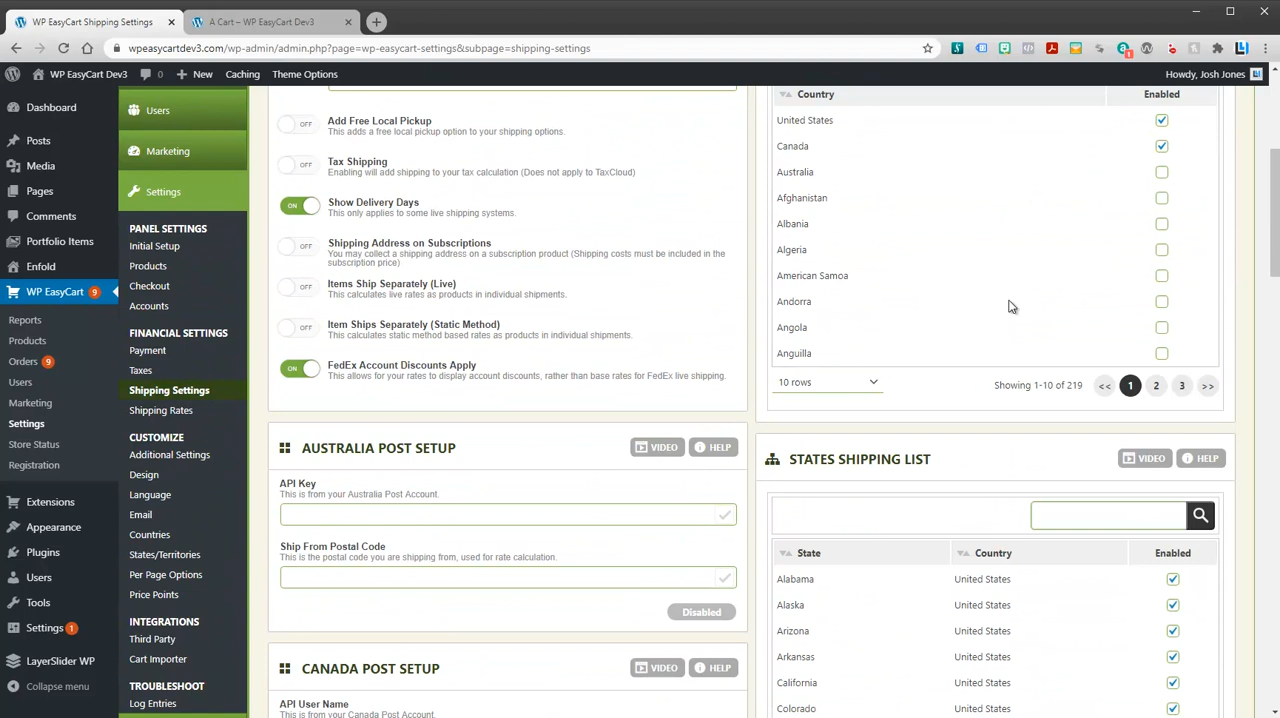 WP EasyCart Shipping Settings
A Cart – WP EasyCart Dev3
wpeasycartdev3.com/wp-admin/admin.php?page=wp-easycart-settings&subpage=shipping-settings
WP EasyCart Dev3
New
Caching
Theme Options
Howdy, Josh Jones
Dashboard
Posts
Media
Pages
Comments
Portfolio Items
Enfold
WP EasyCart 9
Reports
Products
Orders 9
Users
Marketing
Settings
Store Status
Registration
Extensions
Appearance
Plugins
Users
Tools
Settings 1
LayerSlider WP
Collapse menu
Users
Marketing
Settings
PANEL SETTINGS
Initial Setup
Products
Checkout
Accounts
FINANCIAL SETTINGS
Payment
Taxes
Shipping Settings
Shipping Rates
CUSTOMIZE
Additional Settings
Design
Language
Email
Countries
States/Territories
Per Page Options
Price Points
INTEGRATIONS
Third Party
Cart Importer
TROUBLESHOOT
Log Entries
OFF
Add Free Local Pickup
This adds a free local pickup option to your shipping options.
OFF
Tax Shipping
Enabling will add shipping to your tax calculation (Does not apply to TaxCloud)
ON
Show Delivery Days
This only applies to some live shipping systems.
OFF
Shipping Address on Subscriptions
You may collect a shipping address on a subscription product (Shipping costs must be included in the
subscription price)
OFF
Items Ship Separately (Live)
This calculates live rates as products in individual shipments.
OFF
Item Ships Separately (Static Method)
This calculates static method based rates as products in individual shipments.
ON
FedEx Account Discounts Apply
This allows for your rates to display account discounts, rather than base rates for FedEx live shipping.
AUSTRALIA POST SETUP
VIDEO
HELP
API Key
This is from your Australia Post Account.
Ship From Postal Code
This is the postal code you are shipping from, used for rate calculation.
Disabled
CANADA POST SETUP
VIDEO
HELP
API User Name
This is from your Canada Post Account.
Country
Enabled
United States
Canada
Australia
Afghanistan
Albania
Algeria
American Samoa
Andorra
Angola
Anguilla
10 rows
Showing 1-10 of 219
<< 1 2 3 >>
STATES SHIPPING LIST
VIDEO
HELP
State
Country
Enabled
Alabama United States
Alaska United States
Arizona United States
Arkansas United States
California United States
Colorado United States